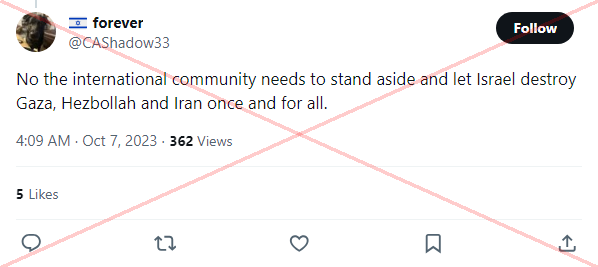 forever
@CAShadow33
Follow
No the international community needs to stand aside and let Israel destroy
Gaza, Hezbollah and Iran once and for all.
4:09 AM · Oct 7, 2023 · 362 Views
5 Likes